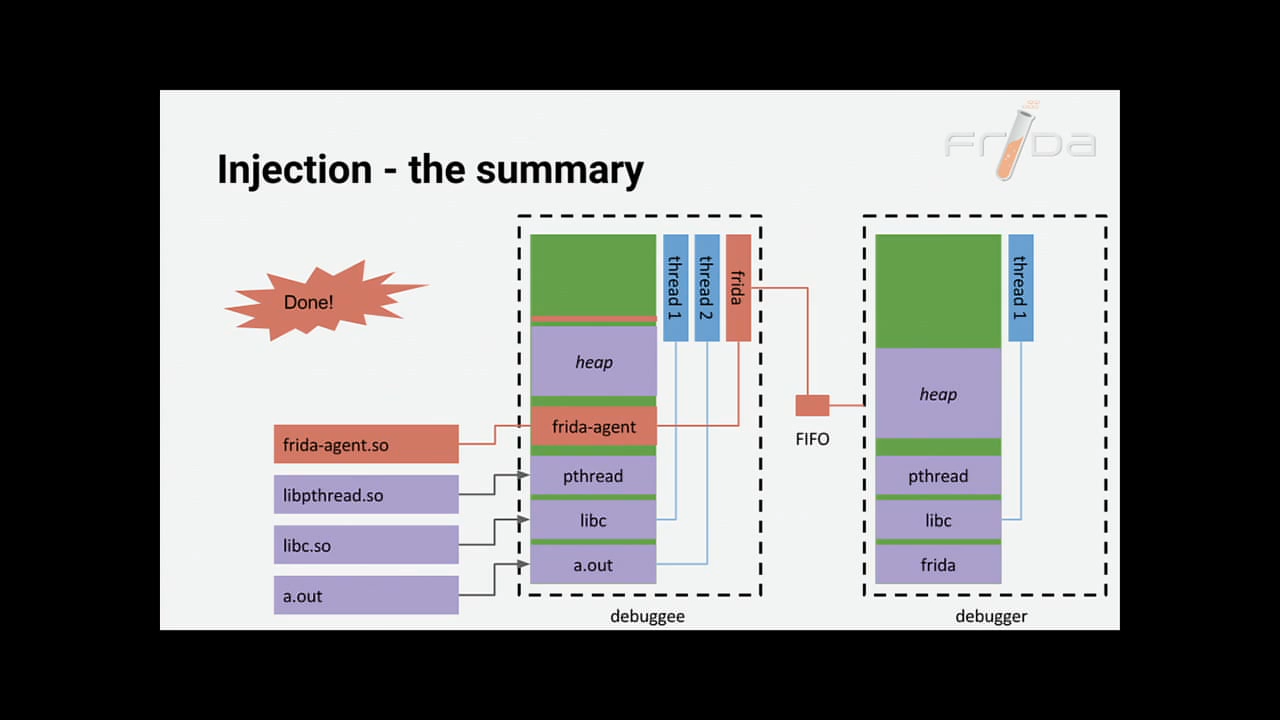 FRIDA
Injection - the summary
Done!
frida-agent.so
libpthread.so
libc.so
a.out
heap
frida-agent
pthread
libc
a.out
thread 1
thread 2
frida
debuggee
FIFO
heap
pthread
libc
frida
thread 1
debugger